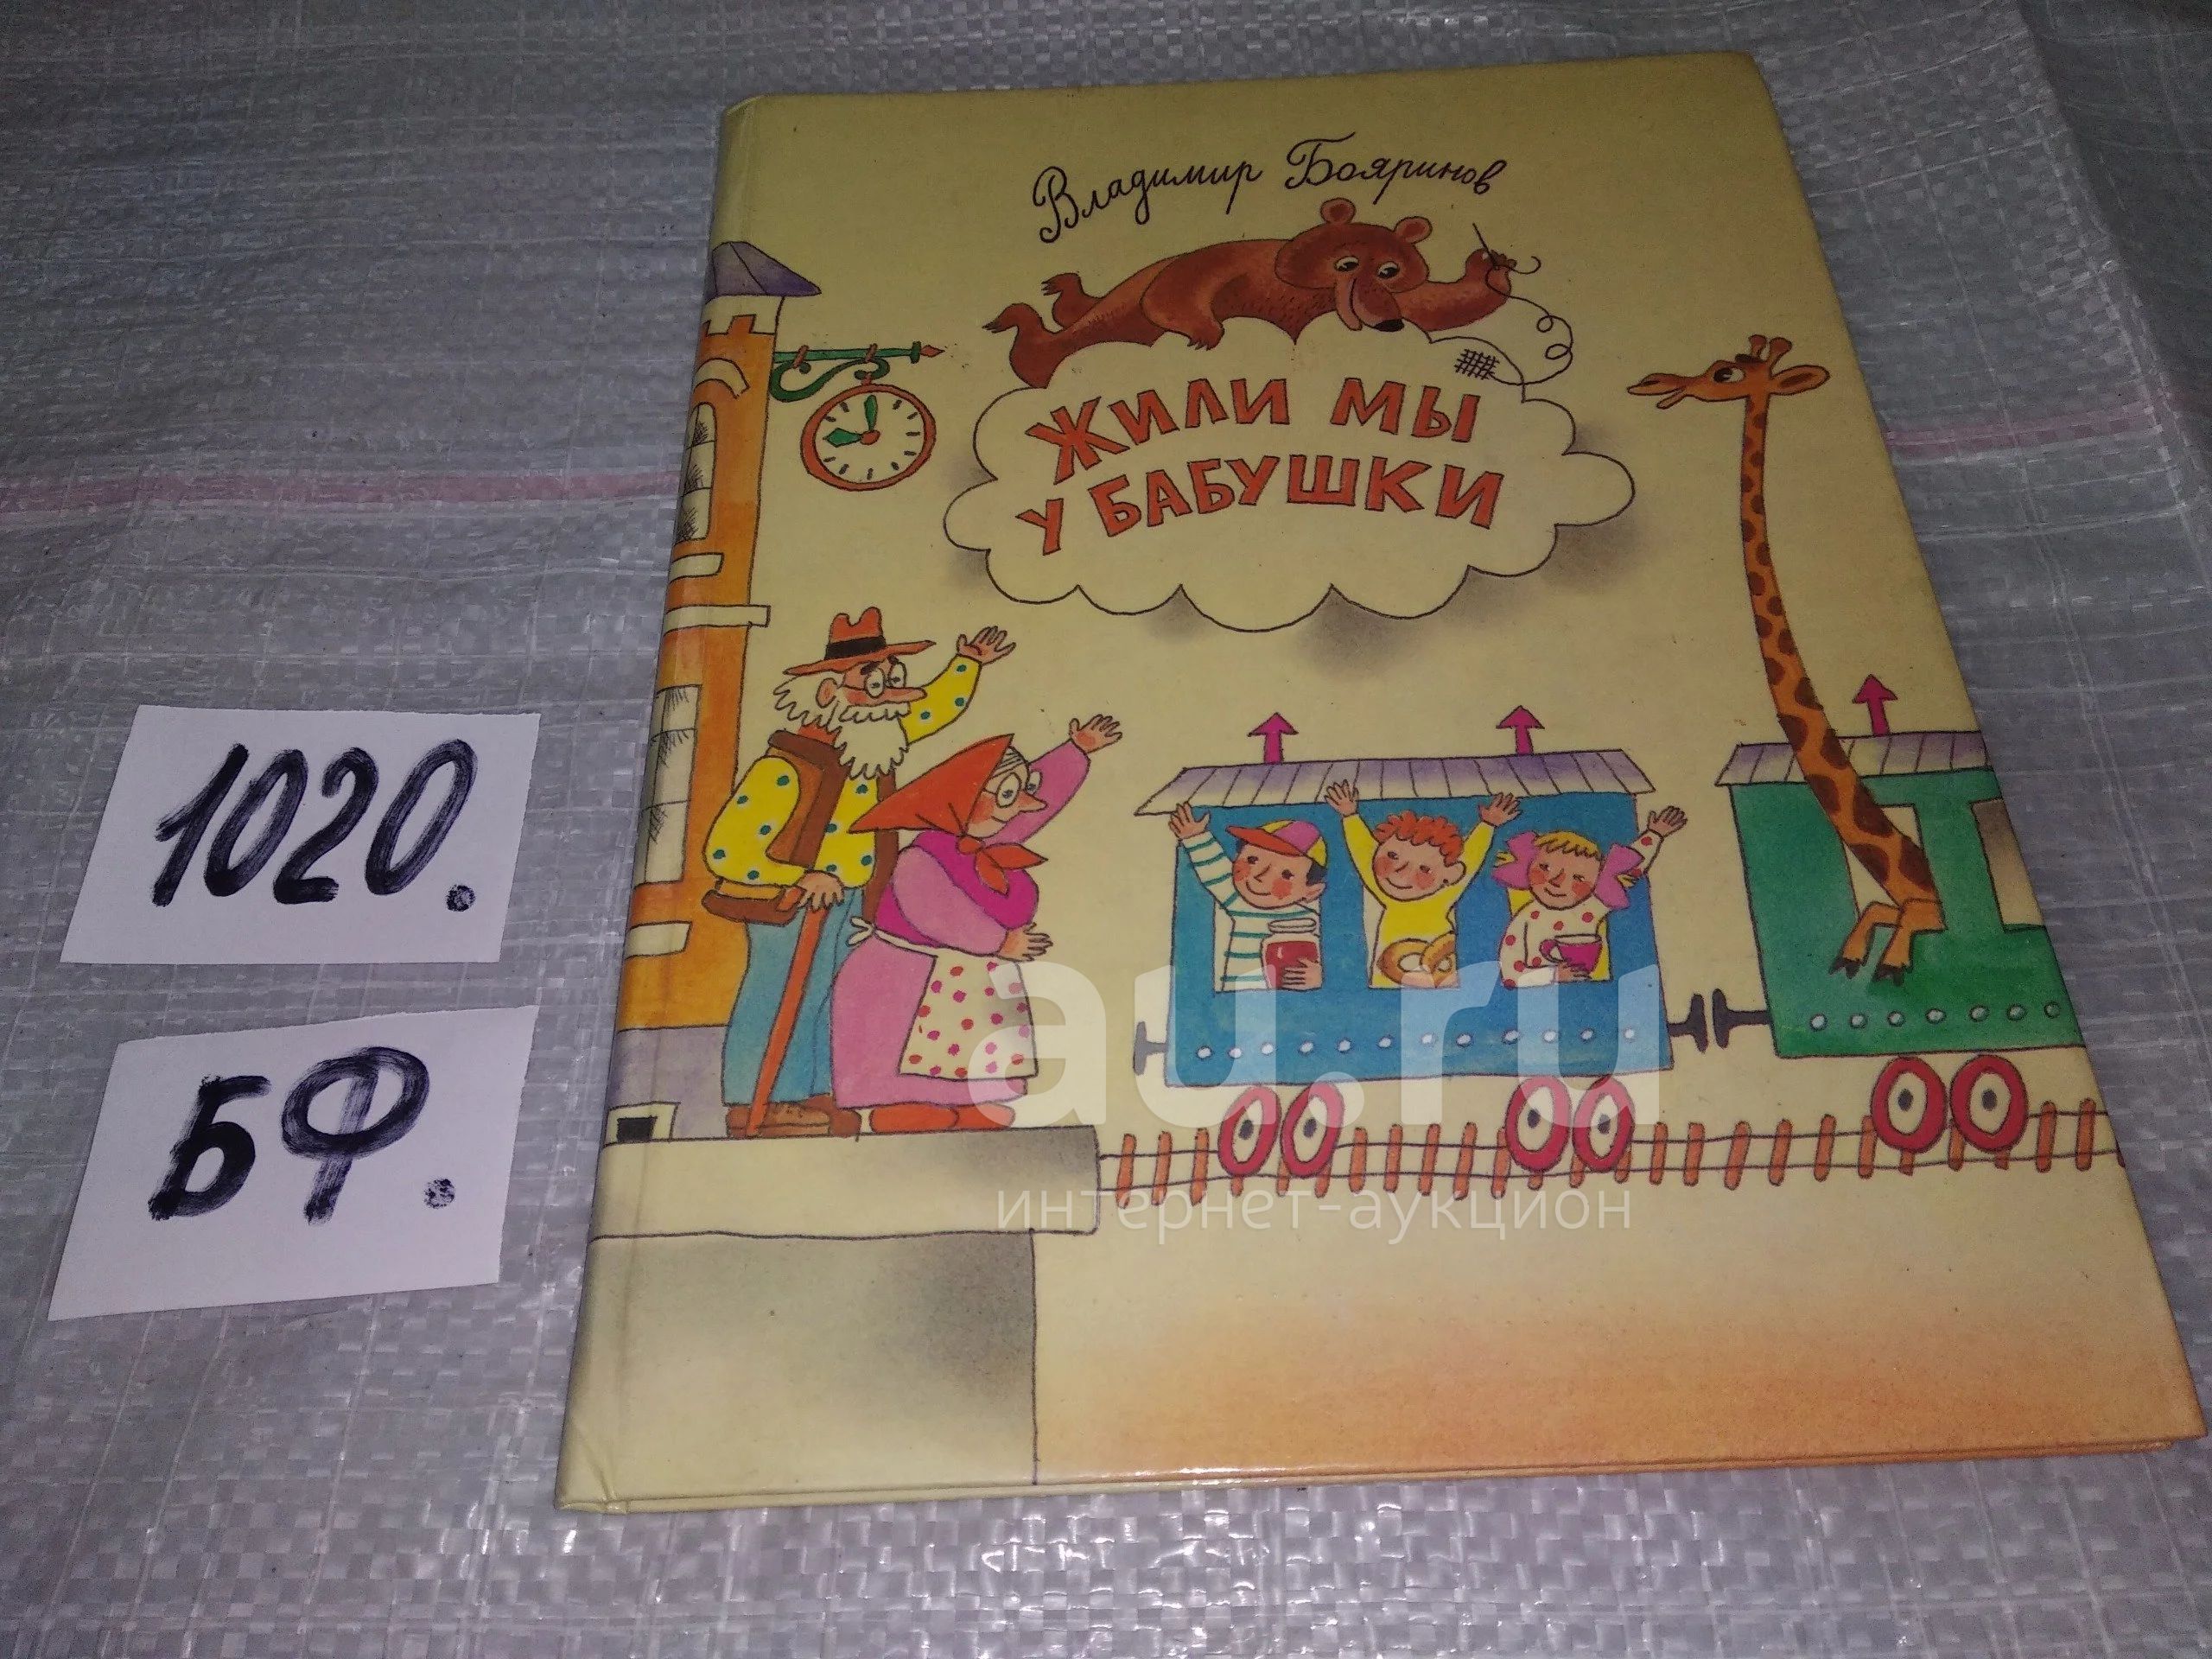 Владимир Бояринов
ЖИЛИ МЫ
У БАБУШКИ
1020.
БФ.
au.ru
интернет-аукцион